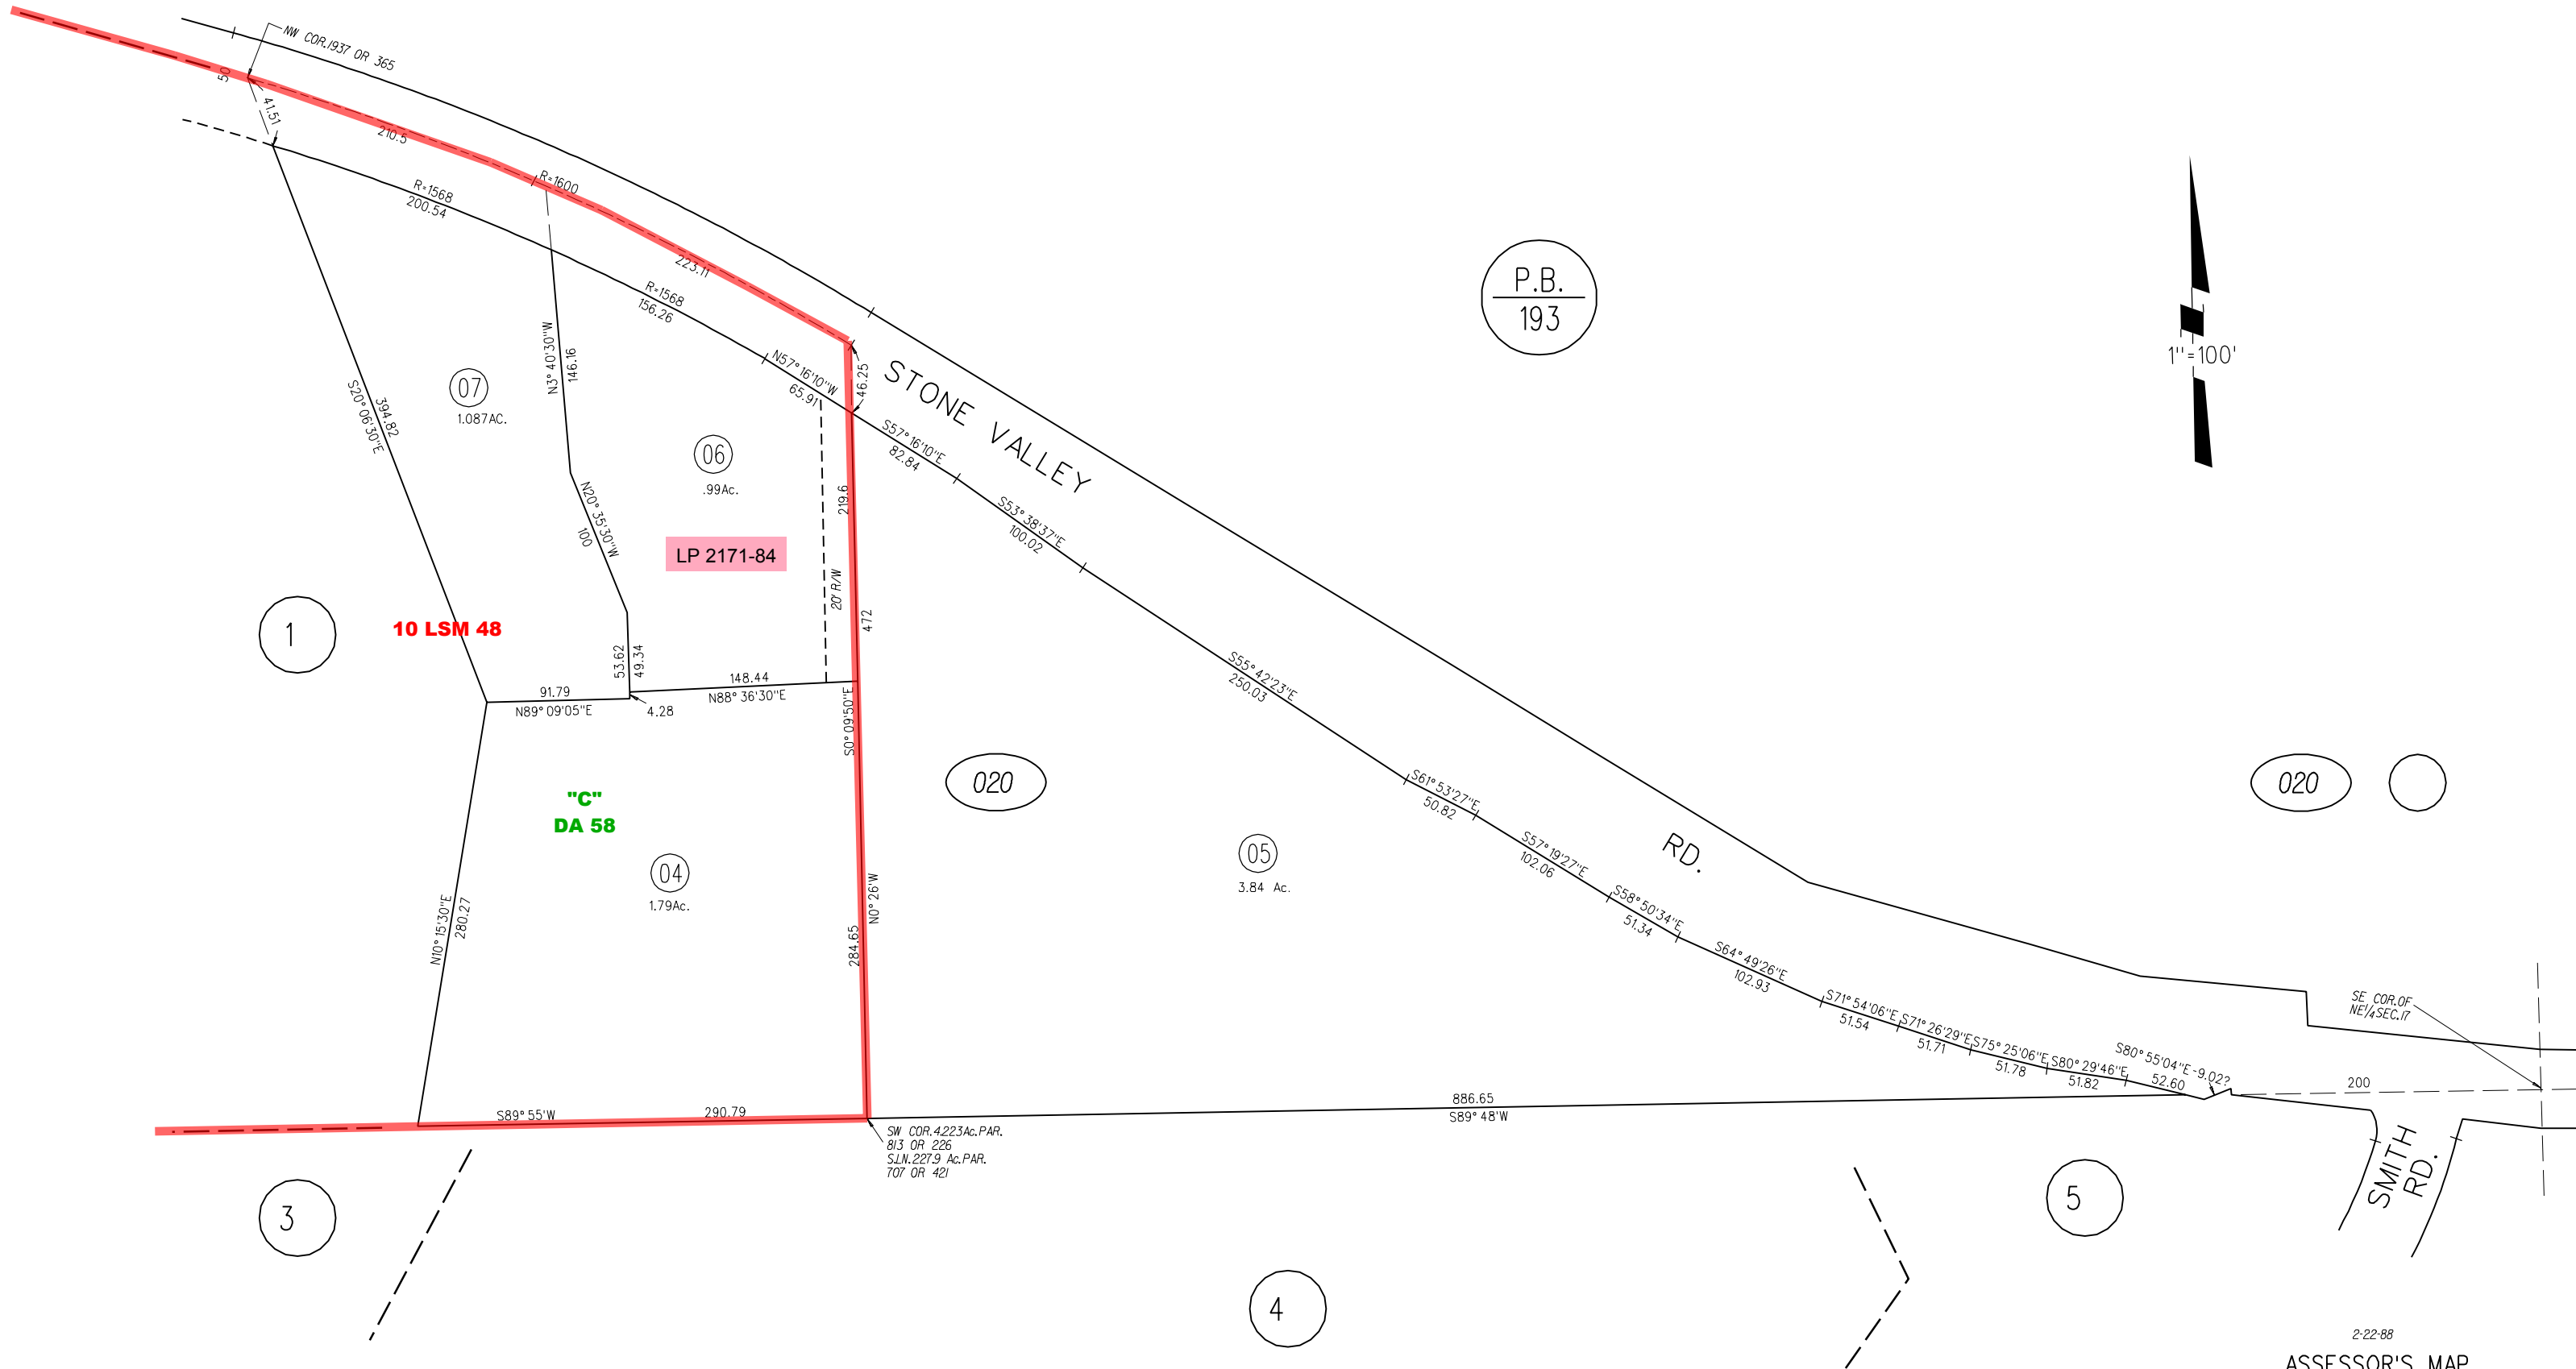 NW COR.1937 OR 365
50
41.51
210.5
R=1600
R=1568
200.54
223.11
R=1568
156.26
N57°16'10"W
65.91
46.25
STONE VALLEY
RD.
P.B.
193
1"=100'
S20°06'30"E
394.82
07
1.087AC.
N3°40'30"W
146.16
06
.99Ac.
N20°35'30"W
100
LP 2171-84
219.6
20' R/W
472
S57°16'10"E
82.84
S53°38'37"E
100.02
S55°42'23"E
250.03
1
10 LSM 48
53.62
49.34
91.79
N89°09'05"E
4.28
148.44
N88°36'30"E
S0°09'50"E
"C"
DA 58
04
1.79Ac.
N10°15'30"E
280.27
284.65
N0°26'W
020
05
3.84 Ac.
020
S61°53'27"E
50.82
S57°19'27"E
102.06
S58°50'34"E
51.34
S64°49'26"E
102.93
S71°54'06"E
51.54
S71°26'29"E
51.71
S75°25'06"E
51.78
S80°29'46"E
51.82
52.60
S80°55'04"E-9.02?
200
SE COR.OF
NE1/4SEC.17
S89°55'W
290.79
886.65
S89°48'W
SW COR.4.223Ac.PAR.
813 OR 226
S.LN.227.9 Ac.PAR.
707 OR 421
SMITH
RD.
3
4
5
2-22-88
ASSESSOR'S MAP